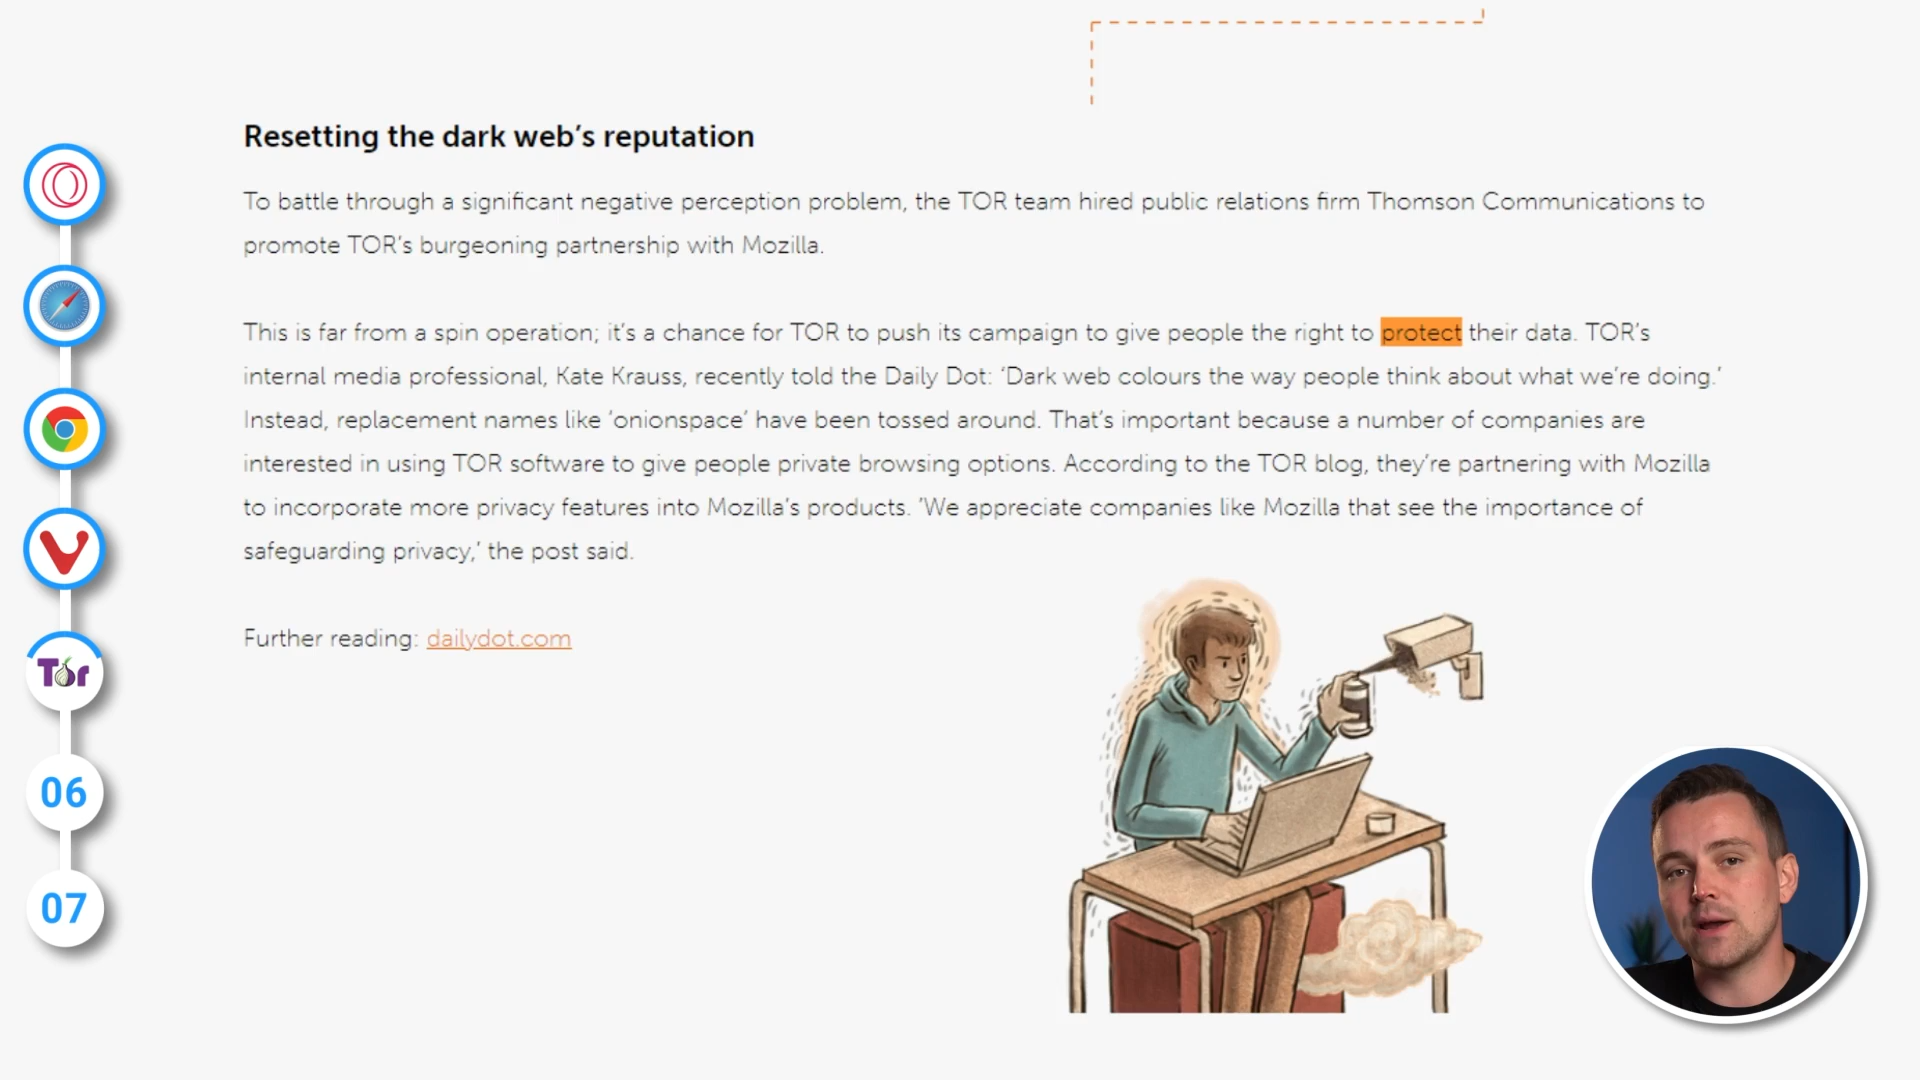 Resetting the dark web’s reputation
To battle through a significant negative perception problem, the TOR team hired public relations firm Thomson Communications to
promote TOR’s burgeoning partnership with Mozilla.
This is far from a spin operation; it’s a chance for TOR to push its campaign to give people the right to protect their data. TOR’s
internal media professional, Kate Krauss, recently told the Daily Dot: ‘Dark web colours the way people think about what we’re doing.’
Instead, replacement names like ‘onionspace’ have been tossed around. That’s important because a number of companies are
interested in using TOR software to give people private browsing options. According to the TOR blog, they’re partnering with Mozilla
to incorporate more privacy features into Mozilla’s products. ‘We appreciate companies like Mozilla that see the importance of
safeguarding privacy,’ the post said.
Further reading: dailydot.com
Tor
06
07